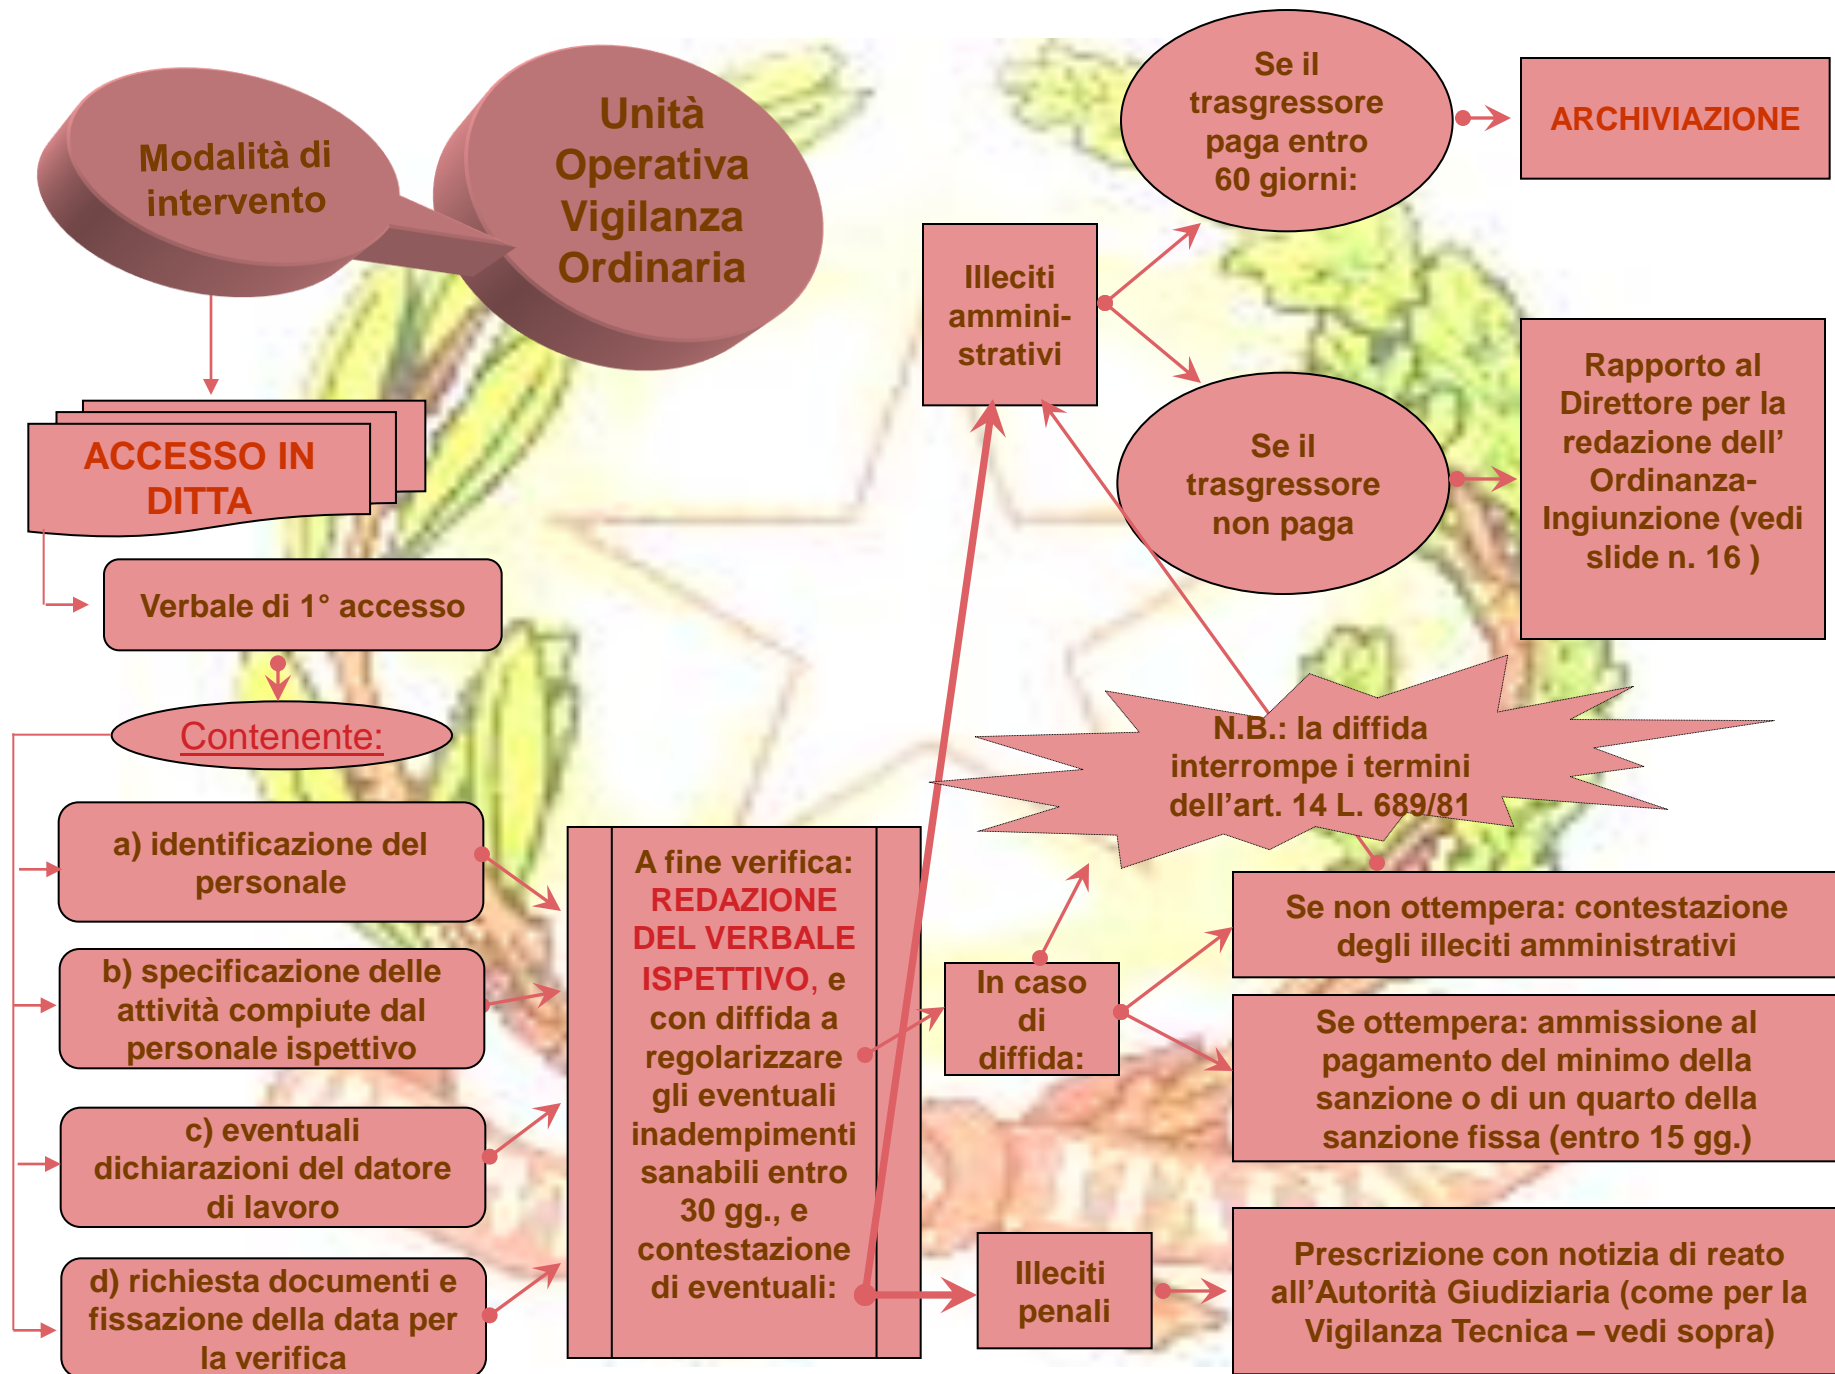 Modalità di
intervento
Unità
Operativa
Vigilanza
Ordinaria
ACCESSO IN
DITTA
Verbale di 1° accesso
Contenente:
a) identificazione del
personale
b) specificazione delle
attività compiute dal
personale ispettivo
c) eventuali
dichiarazioni del datore
di lavoro
d) richiesta documenti e
fissazione della data per
la verifica
A fine verifica:
REDAZIONE
DEL VERBALE
ISPETTIVO, e
con diffida a
regolarizzare
gli eventuali
inadempimenti
sanabili entro
30 gg., e
contestazione
di eventuali:
Illeciti
ammini-
strativi
Se il
trasgressore
paga entro
60 giorni:
ARCHIVIAZIONE
Se il
trasgressore
non paga
Rapporto al
Direttore per la
redazione dell’
Ordinanza-
Ingiunzione (vedi
slide n. 16 )
N.B.: la diffida
interrompe i termini
dell’art. 14 L. 689/81
In caso
di
diffida:
Se non ottempera: contestazione
degli illeciti amministrativi
Se ottempera: ammissione al
pagamento del minimo della
sanzione o di un quarto della
sanzione fissa (entro 15 gg.)
Illeciti
penali
Prescrizione con notizia di reato
all’Autorità Giudiziaria (come per la
Vigilanza Tecnica – vedi sopra)